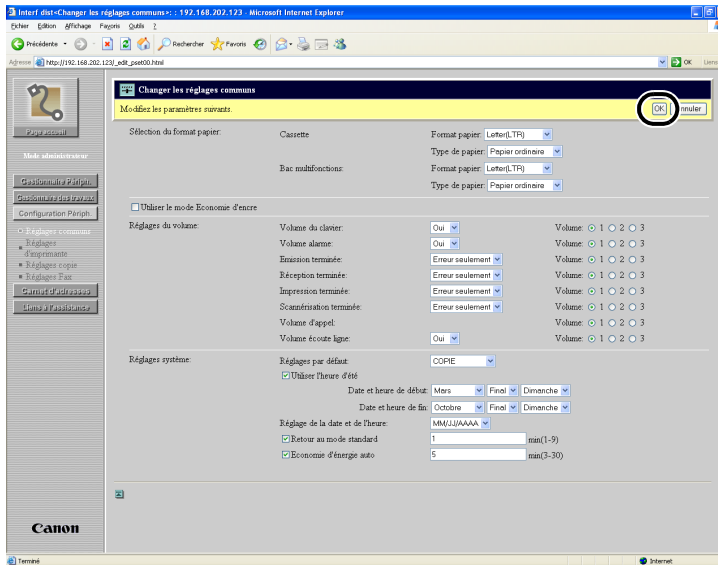 Interf dist<Changer les réglages communs>: : 192.168.202.123 - Microsoft Internet Explorer
Fichier Edition Affichage Favoris Outils ?
Précédente Rechercher Favoris
Adresse http://192.168.202.123/_edit_pset00.html OK Liens
Changer les réglages communs
Modifiez les paramètres suivants. OK nnuler
Page accueil
Mode administrateur
Gestionnaire Périph.
Gestionnaire des travaux
Configuration Périph.
Réglages communs
Réglages
d'imprimante
Réglages copie
Réglages Fax
Carnet d'adresses
Liens à l'assistance
Canon
Sélection du format papier: Cassette Format papier: Letter(LTR)
Type de papier: Papier ordinaire
Bac multifonctions: Format papier: Letter(LTR)
Type de papier: Papier ordinaire
Utiliser le mode Economie d'encre
Réglages du volume: Volume du clavier: Oui Volume: 1 2 3
Volume alarme: Oui Volume: 1 2 3
Emission terminée: Erreur seulement Volume: 1 2 3
Réception terminée: Erreur seulement Volume: 1 2 3
Impression terminée: Erreur seulement Volume: 1 2 3
Scannérisation terminée: Erreur seulement Volume: 1 2 3
Volume d'appel: Volume: 1 2 3
Volume écoute ligne: Oui Volume: 1 2 3
Réglages système: Réglages par défaut: COPIE
Utiliser l'heure d'été
Date et heure de début: Mars Final Dimanche
Date et heure de fin: Octobre Final Dimanche
Réglage de la date et de l'heure: MM/JJ/AAAA
Retour au mode standard 1 min(1-9)
Economie d'énergie auto 5 min(3-30)
Terminé Internet